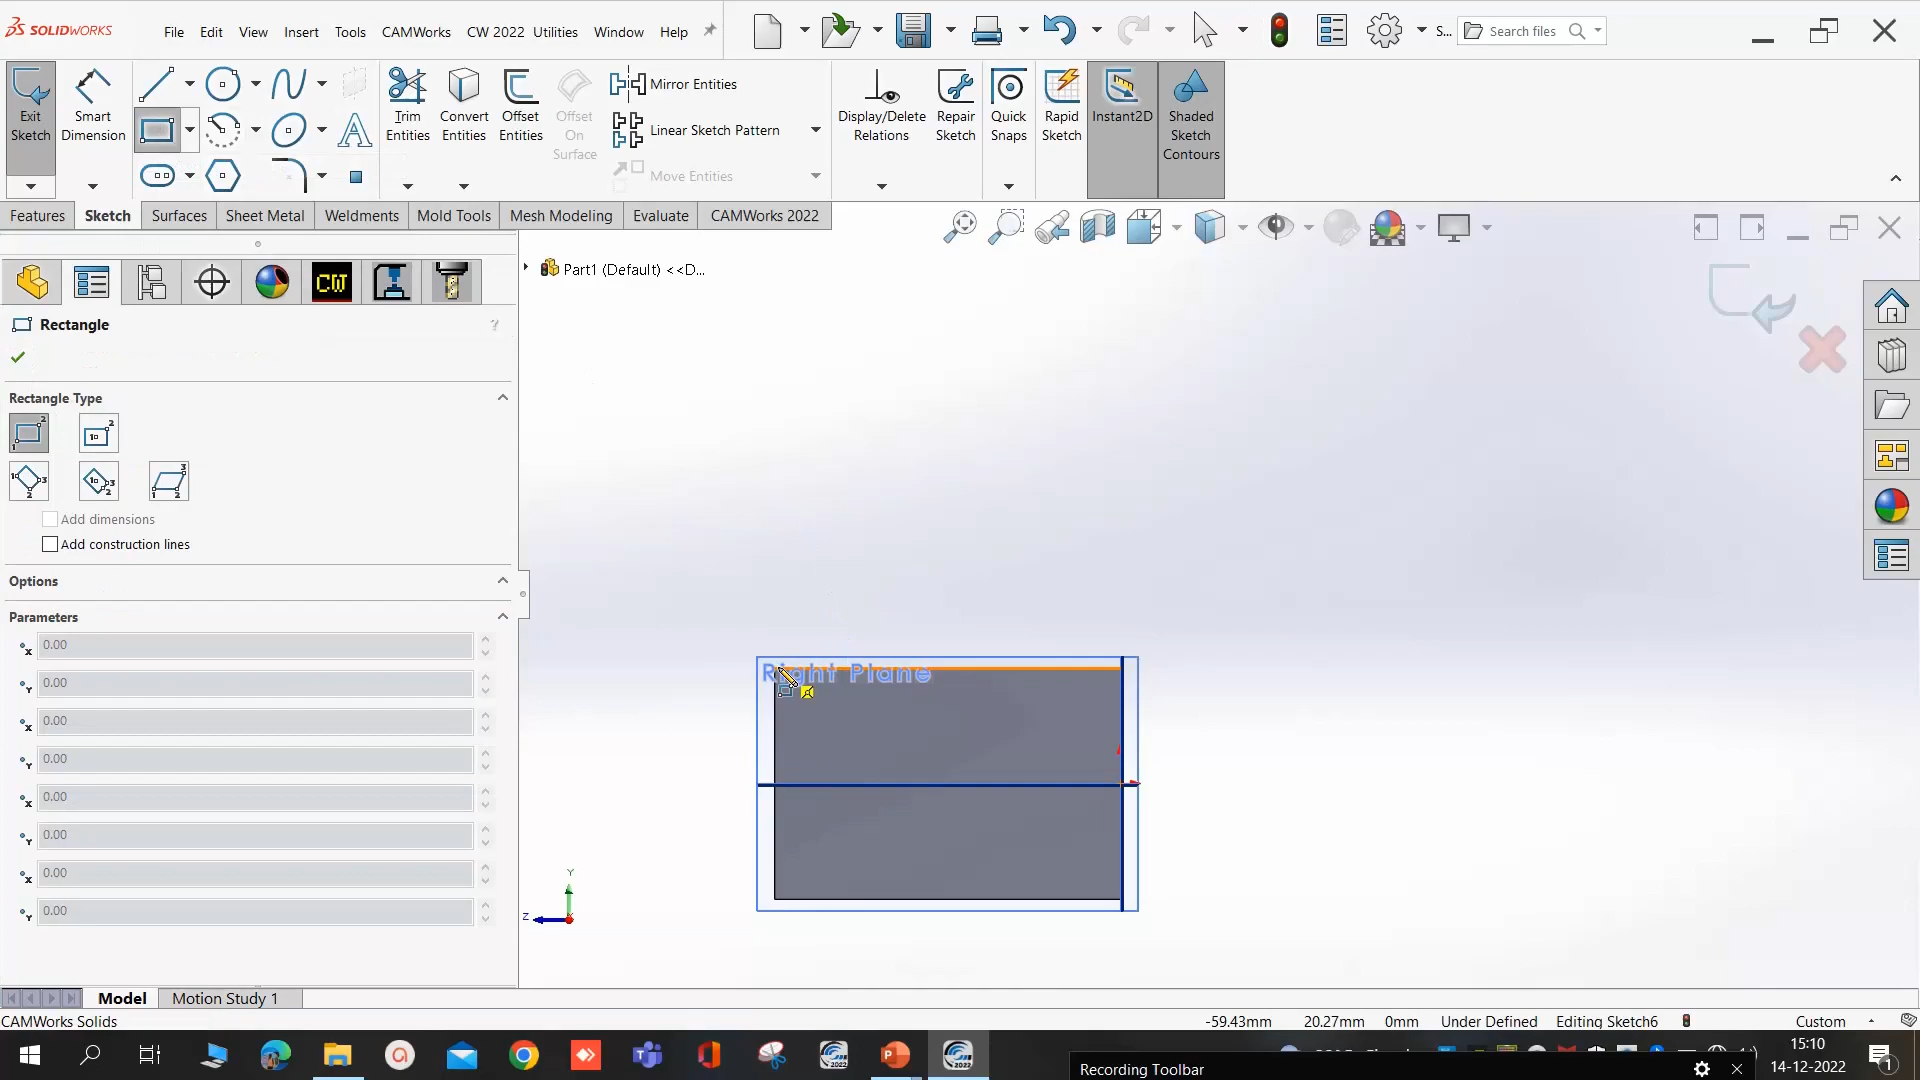 SOLIDWORKS File Edit View Insert Tools CAMWorks CW 2022 Utilities Window Help S... Search files
Exit Sketch
Smart Dimension
Trim Entities
Convert Entities
Offset Entities
Offset On Surface
Mirror Entities
Linear Sketch Pattern
Move Entities
Display/Delete Relations
Repair Sketch
Quick Snaps
Rapid Sketch
Instant2D
Shaded Sketch Contours
Features Sketch Surfaces Sheet Metal Weldments Mold Tools Mesh Modeling Evaluate CAMWorks 2022
CW
Part1 (Default) <<D...
Rectangle ?
Rectangle Type
Add dimensions
Add construction lines
Options
Parameters
x 0.00
Y 0.00
x 0.00
Y 0.00
x 0.00
Y 0.00
x 0.00
Y 0.00
Right Plane
Y
Z
Model Motion Study 1
CAMWorks Solids -59.43mm 20.27mm 0mm Under Defined Editing Sketch6 Custom
15:10
14-12-2022
1
Recording Toolbar